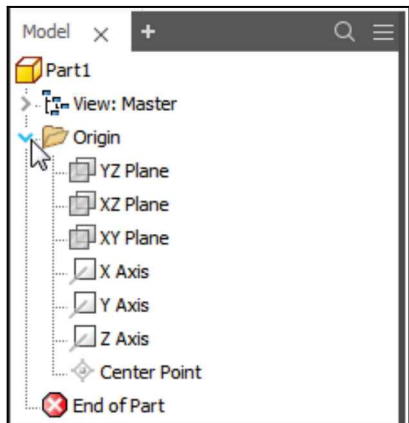 Model
Part1
View: Master
Origin
YZ Plane
XZ Plane
XY Plane
X Axis
Y Axis
Z Axis
Center Point
End of Part